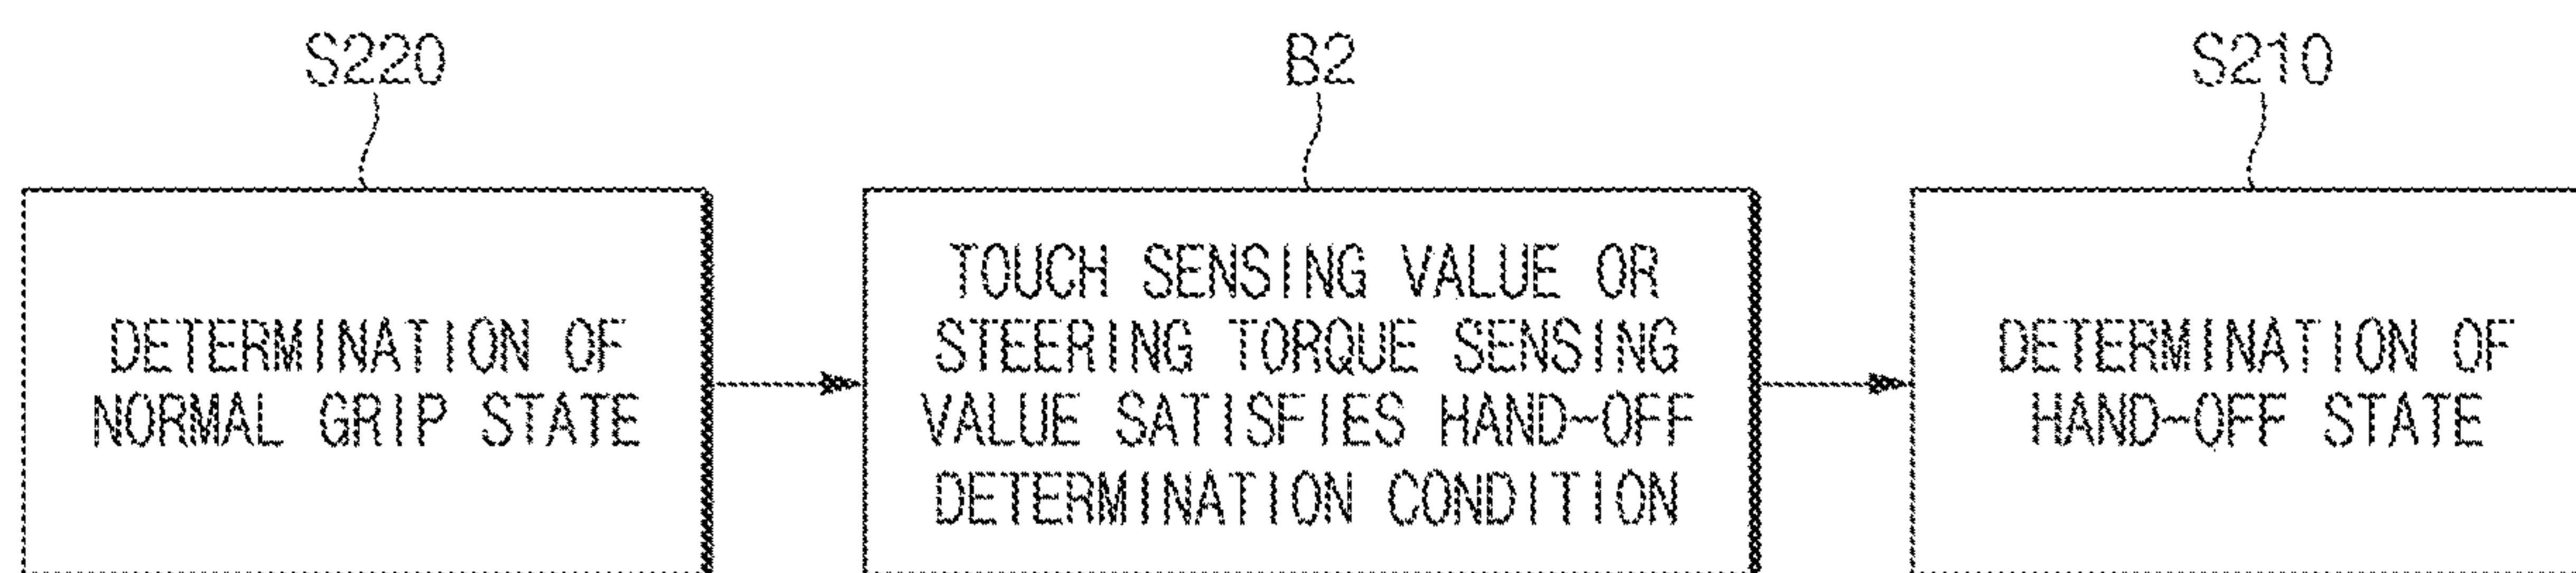 S220
B2
S210
DETERMINATION OF
NORMAL GRIP STATE
TOUCH SENSING VALUE OR
STEERING TORQUE SENSING
VALUE SATISFIES HAND-OFF
DETERMINATION CONDITION
DETERMINATION OF
HAND-OFF STATE